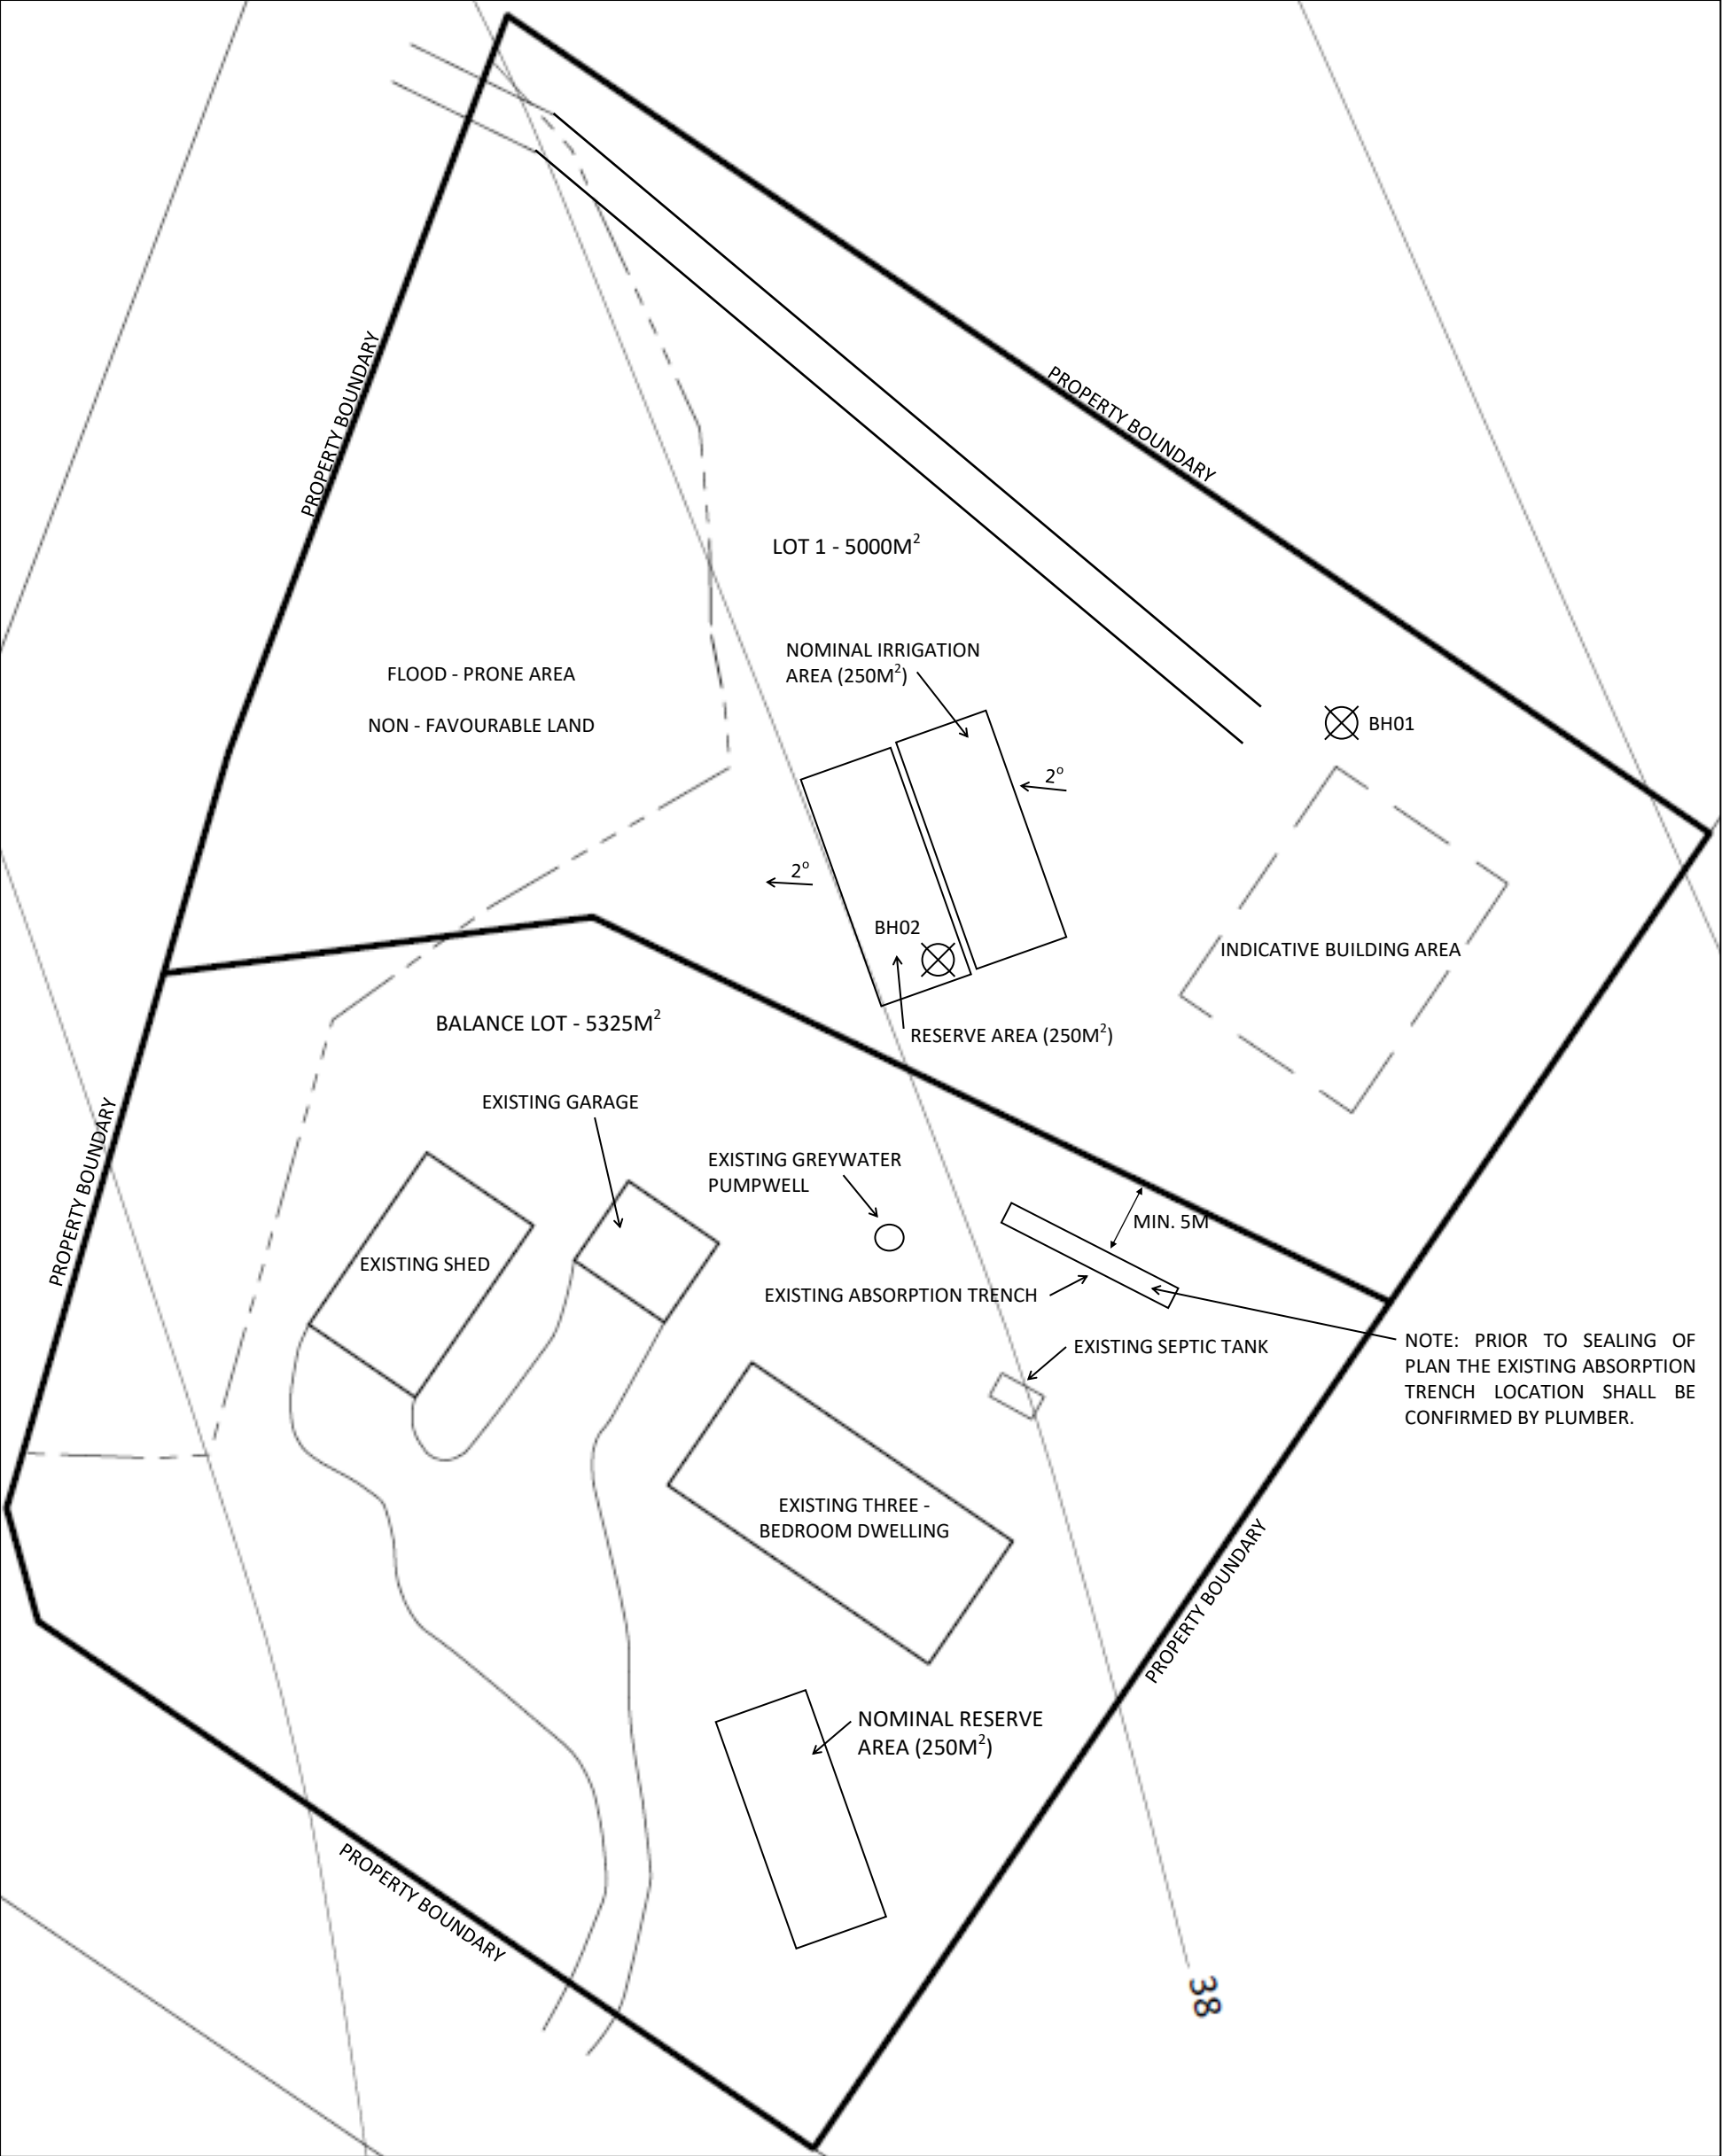 PROPERTY BOUNDARY
PROPERTY BOUNDARY
LOT 1 - 5000M²
NOMINAL IRRIGATION
AREA (250M²)
FLOOD - PRONE AREA
NON - FAVOURABLE LAND
BH01
2°
2°
BH02
INDICATIVE BUILDING AREA
RESERVE AREA (250M²)
BALANCE LOT - 5325M²
EXISTING GARAGE
PROPERTY BOUNDARY
EXISTING GREYWATER
PUMPWELL
MIN. 5M
EXISTING SHED
EXISTING ABSORPTION TRENCH
EXISTING SEPTIC TANK
NOTE: PRIOR TO SEALING OF
PLAN THE EXISTING ABSORPTION
TRENCH LOCATION SHALL BE
CONFIRMED BY PLUMBER.
EXISTING THREE -
BEDROOM DWELLING
PROPERTY BOUNDARY
NOMINAL RESERVE
AREA (250M²)
PROPERTY BOUNDARY
38